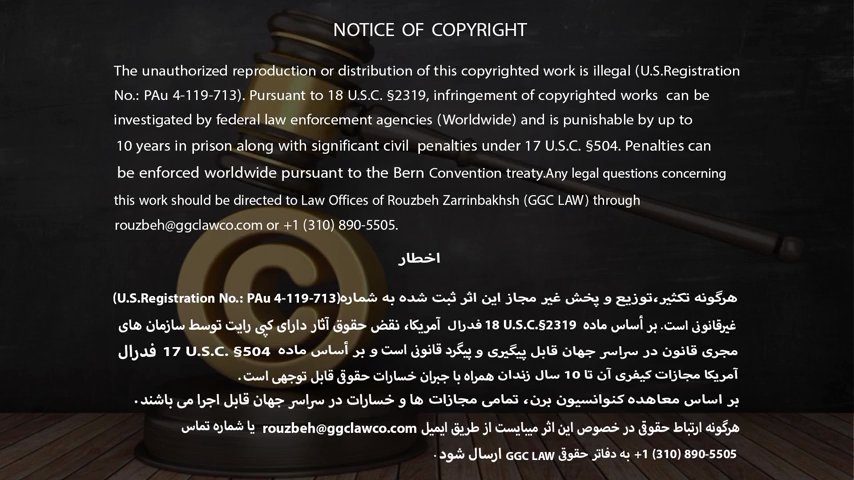 NOTICE OF COPYRIGHT
The unauthorized reproduction or distribution of this copyrighted work is illegal (U.S.Registration
No.: PAu 4-119-713). Pursuant to 18 U.S.C. §2319, infringement of copyrighted works can be
investigated by federal law enforcement agencies (Worldwide) and is punishable by up to
10 years in prison along with significant civil penalties under 17 U.S.C. §504. Penalties can
be enforced worldwide pursuant to the Bern Convention treaty.Any legal questions concerning
this work should be directed to Law Offices of Rouzbeh Zarrinbakhsh (GGC LAW) through
rouzbeh@ggclawco.com or +1 (310) 890-5505.
اخطار
هرگونه تکثیر،توزیع و پخش غیر مجاز این اثر ثبت شده به شماره(U.S.Registration No.: PAu 4-119-713)
غیرقانونی است. بر أساس ماده 18 U.S.C.§2319 فدرال آمریکا، نقض حقوق آثار دارای کپی رایت توسط سازمان های
مجری قانون در سراسر جهان قابل پیگیری و پیگرد قانونی است و بر أساس ماده 17 U.S.C. §504 فدرال
آمریکا مجازات کیفری آن تا 10 سال زندان همراه با جبران خسارات حقوقی قابل توجهی است.
بر اساس معاهده کنوانسیون برن، تمامی مجازات ها و خسارات در سراسر جهان قابل اجرا می باشند.
هرگونه ارتباط حقوقی در خصوص این اثر میبایست از طریق ایمیل rouzbeh@ggclawco.com یا شماره تماس
+1 (310) 890-5505 به دفاتر حقوقی GGC LAW ارسال شود.